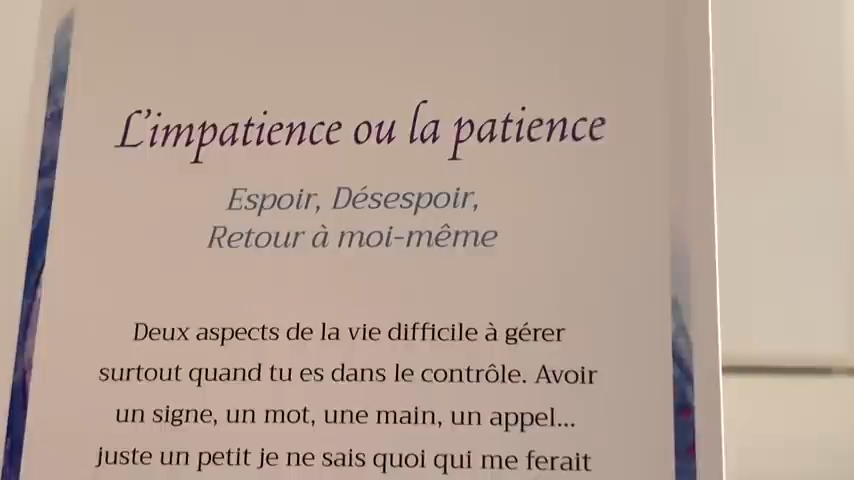 L'impatience ou la patience
Espoir, Désespoir,
Retour à moi-même
Deux aspects de la vie difficile à gérer
surtout quand tu es dans le contrôle. Avoir
un signe, un mot, une main, un appel...
juste un petit je ne sais quoi qui me ferait